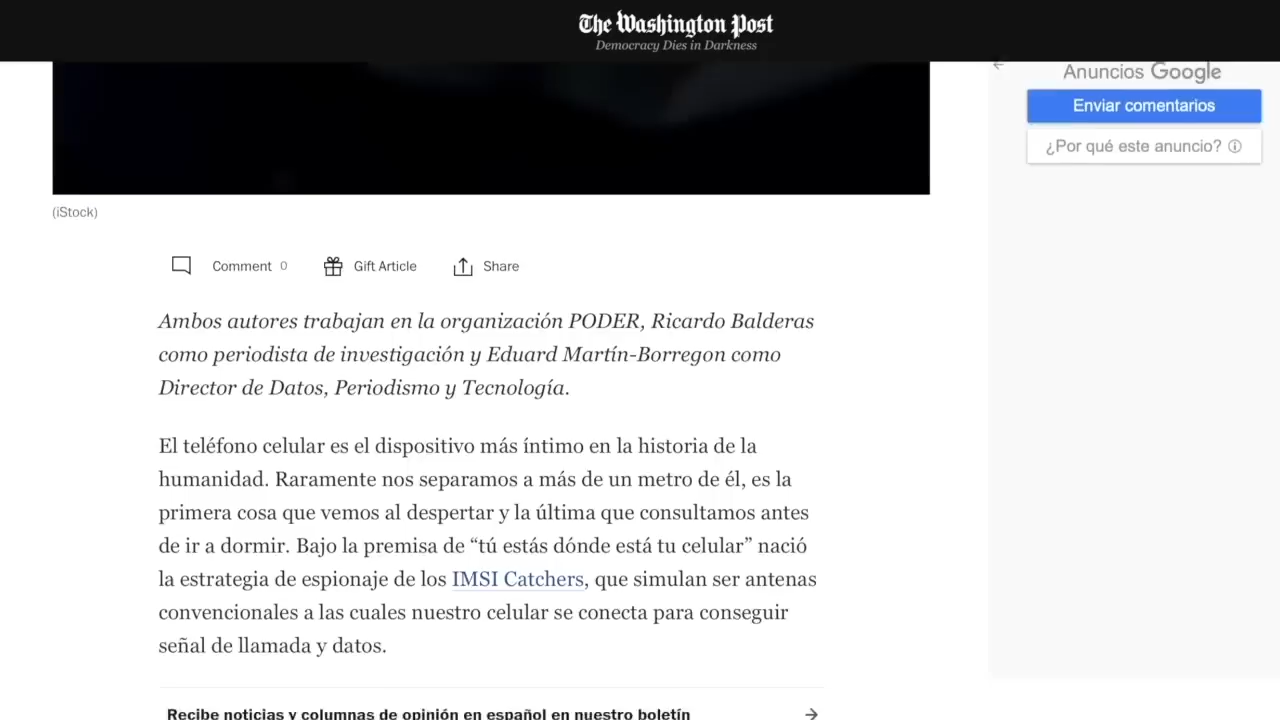 The Washington Post
Democracy Dies in Darkness
Anuncios Google
Enviar comentarios
¿Por qué este anuncio?
(iStock)
Comment 0 Gift Article Share
Ambos autores trabajan en la organización PODER, Ricardo Balderas
como periodista de investigación y Eduard Martín-Borregon como
Director de Datos, Periodismo y Tecnología.
El teléfono celular es el dispositivo más íntimo en la historia de la
humanidad. Raramente nos separamos a más de un metro de él, es la
primera cosa que vemos al despertar y la última que consultamos antes
de ir a dormir. Bajo la premisa de “tú estás dónde está tu celular” nació
la estrategia de espionaje de los IMSI Catchers, que simulan ser antenas
convencionales a las cuales nuestro celular se conecta para conseguir
señal de llamada y datos.
Recibe noticias y columnas de opinión en español en nuestro boletín